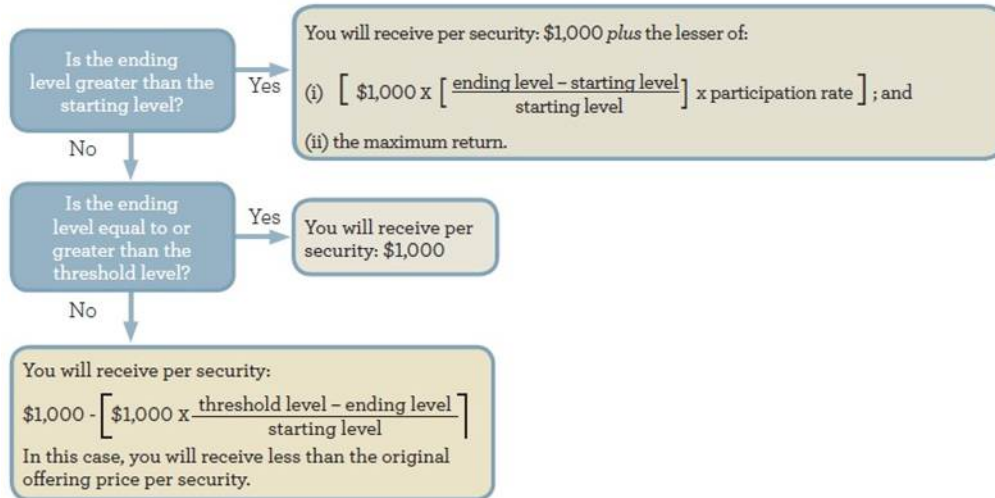 Is the ending
level greater than the
starting level?
Yes
You will receive per security: $1,000 plus the lesser of:
(i) [ $1,000 x [ ending level – starting level / starting level ] x participation rate ] ; and
(ii) the maximum return.
No
Is the ending
level equal to or
greater than the
threshold level?
Yes
You will receive per
security: $1,000
No
You will receive per security:
$1,000 - [ $1,000 x threshold level – ending level / starting level ]
In this case, you will receive less than the original
offering price per security.